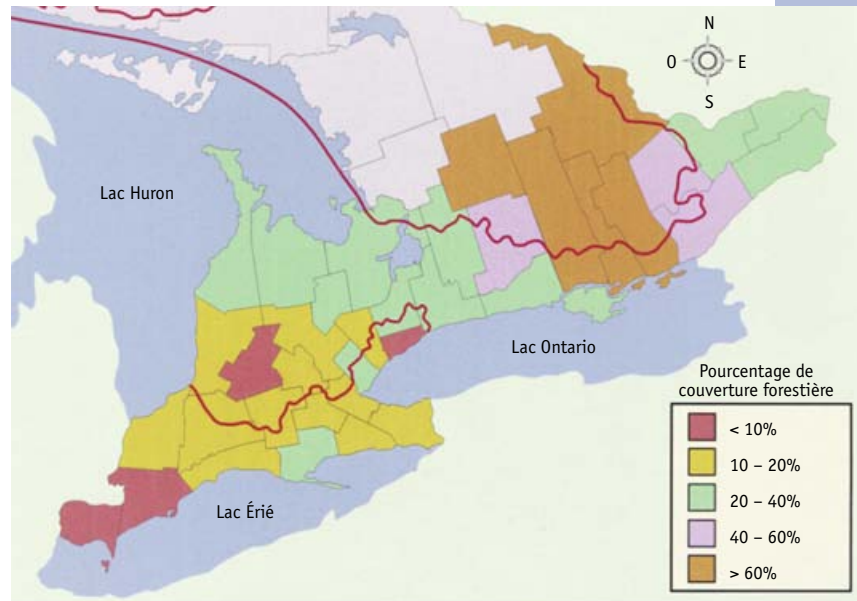 N
O
E
S
Lac Huron
Lac Ontario
Lac Érié
Pourcentage de
couverture forestière
< 10%
10 – 20%
20 – 40%
40 – 60%
> 60%